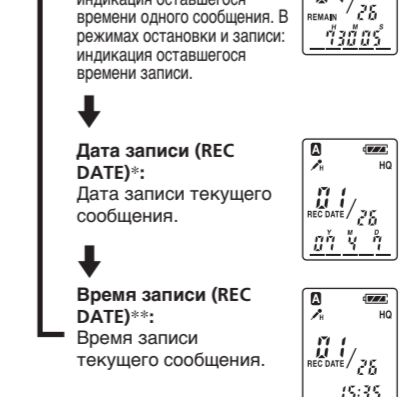 времени одного сообщения. В
режимах остановки и записи:
индикация оставшегося
времени записи.
REMAIN /26
H M S
Дата записи (REC
DATE)*:
Дата записи текущего
сообщения.
A
H HQ
01
REC DATE /26
Y M D
Время записи (REC
DATE)**:
Время записи
текущего сообщения.
A
H HQ
01
REC DATE /26
15:35